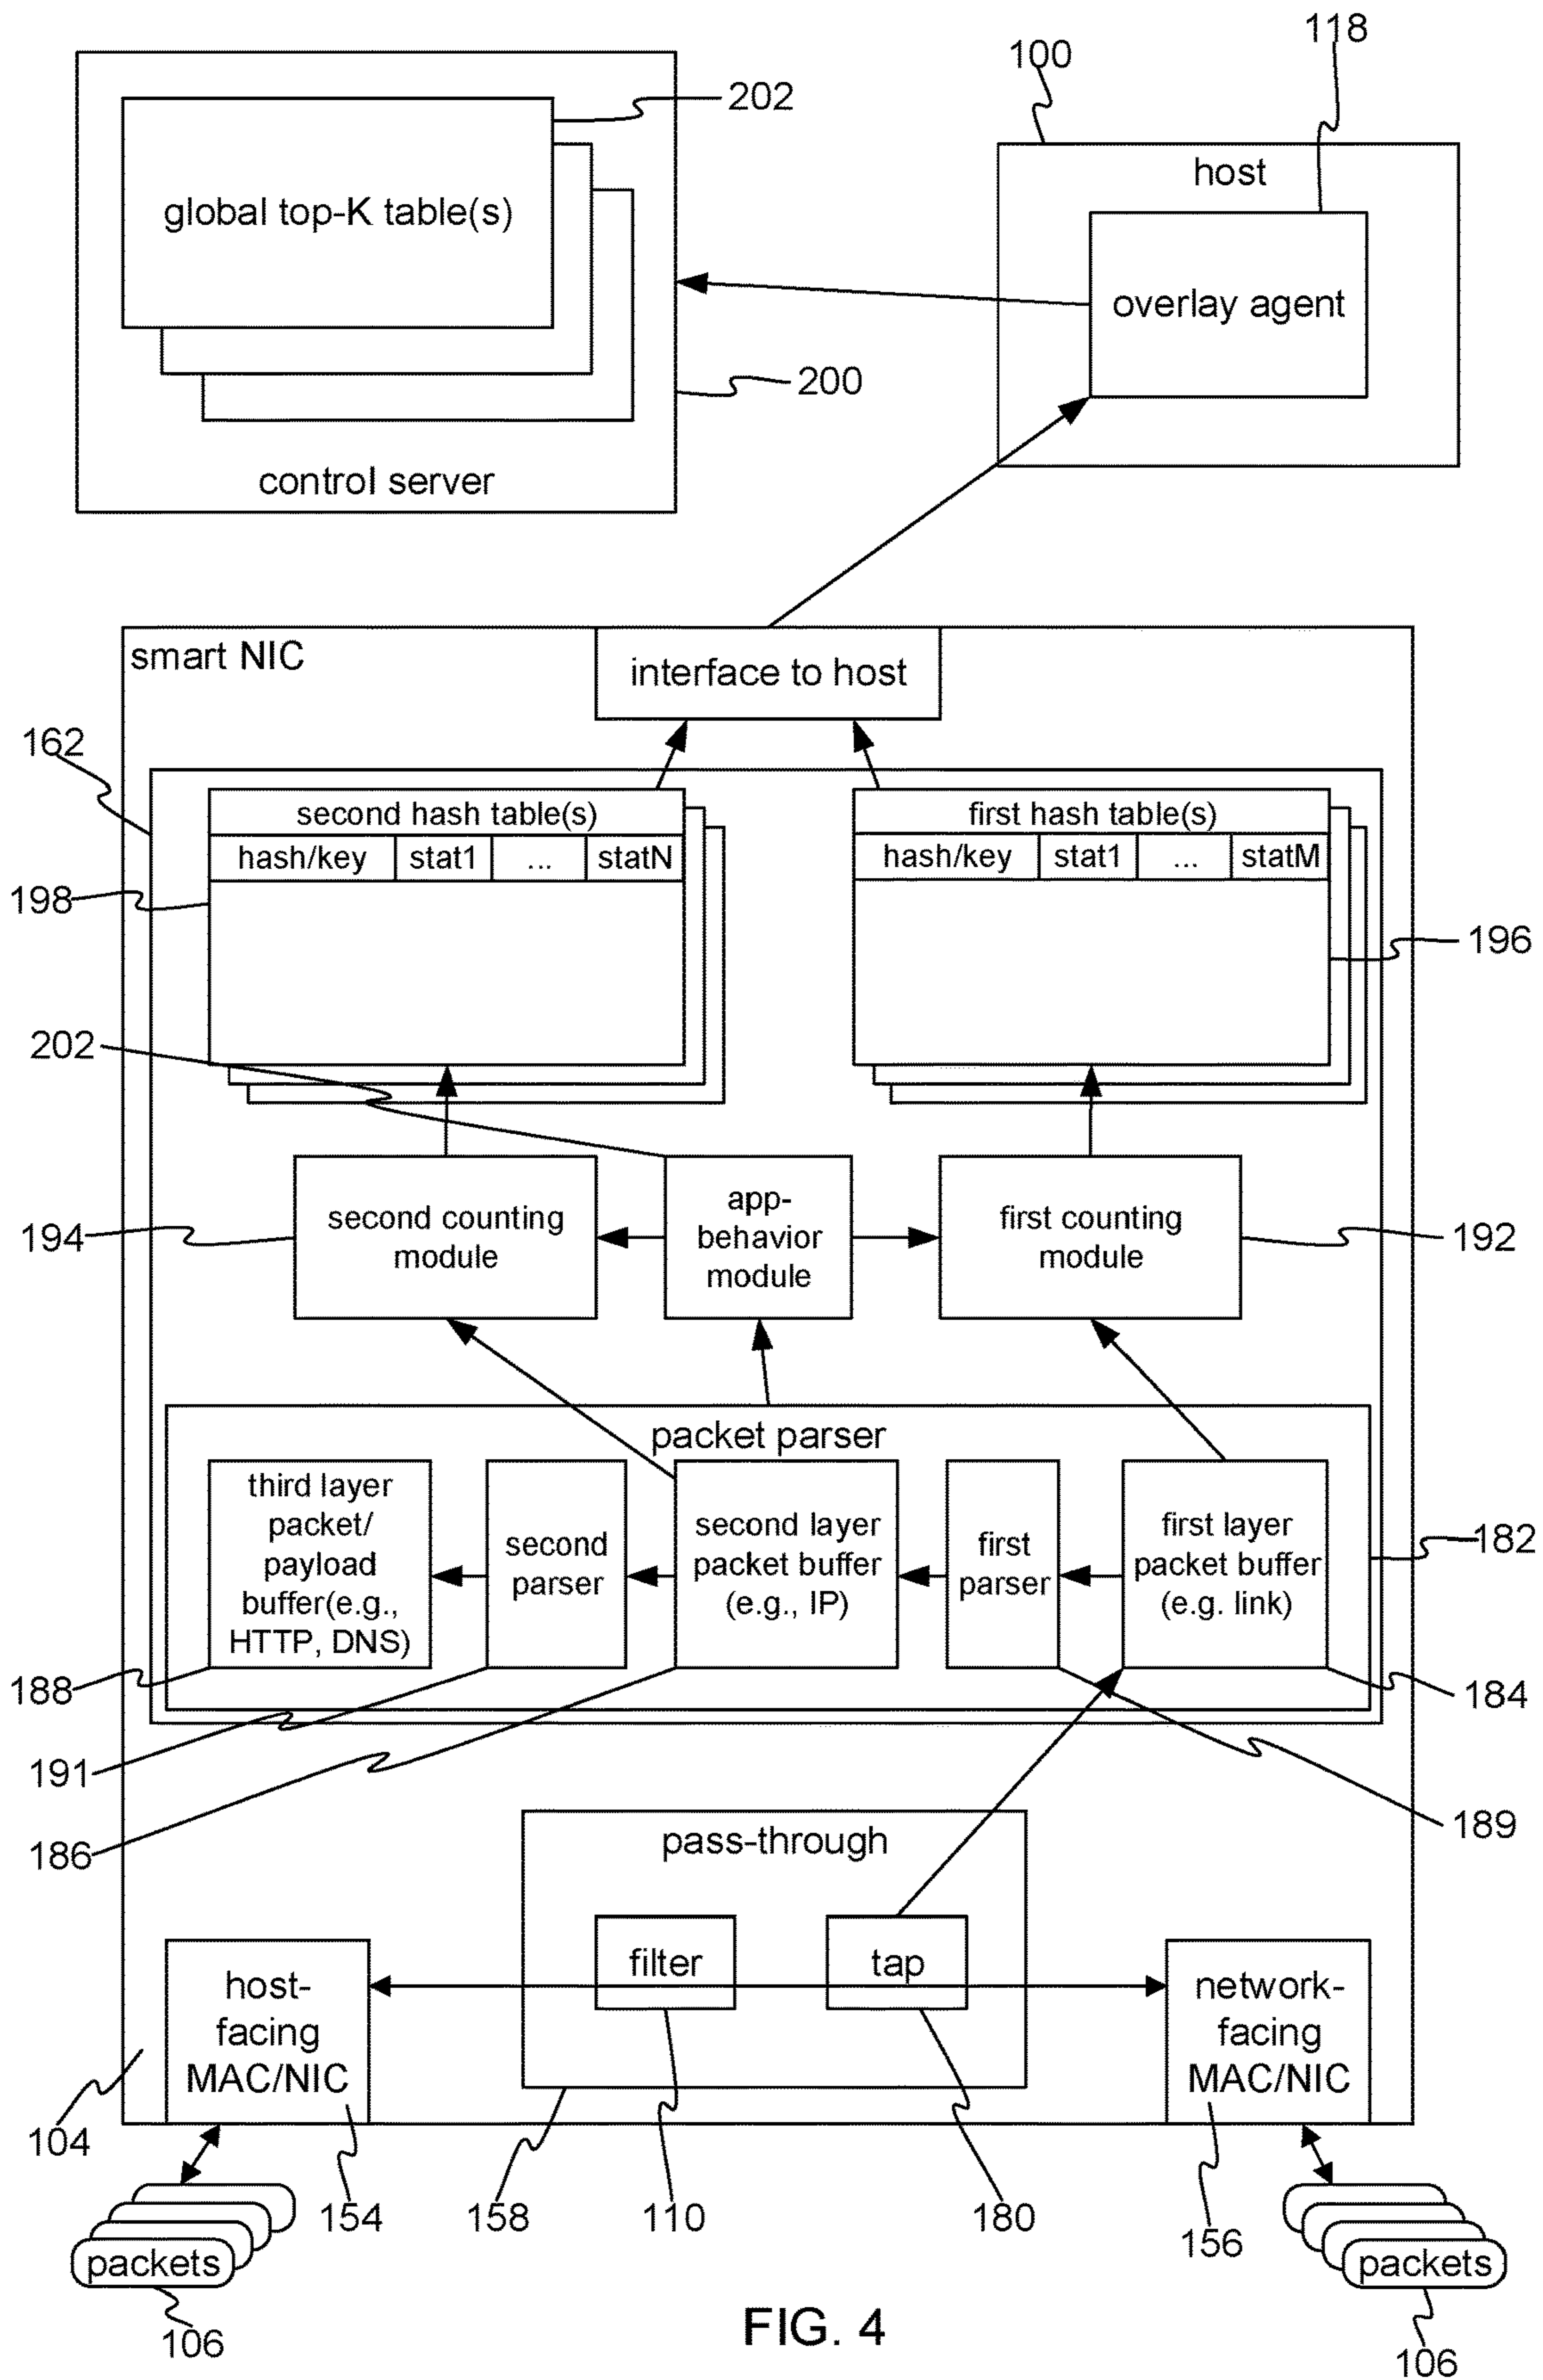 118
100
202
host
global top-K table(s)
overlay agent
200
control server
smart NIC
interface to host
162
second hash table(s)
hash/key stat1 ... statN
first hash table(s)
hash/key stat1 ... statM
198
196
202
second counting
module
app-
behavior
module
first counting
module
194
192
packet parser
third layer
packet/
payload
buffer(e.g.,
HTTP, DNS)
second
parser
second layer
packet buffer
(e.g., IP)
first
parser
first layer
packet buffer
(e.g. link)
182
188
184
191
186
189
pass-through
filter
tap
host-
facing
MAC/NIC
network-
facing
MAC/NIC
104
154
158
110
180
156
packets
packets
106
106
FIG. 4